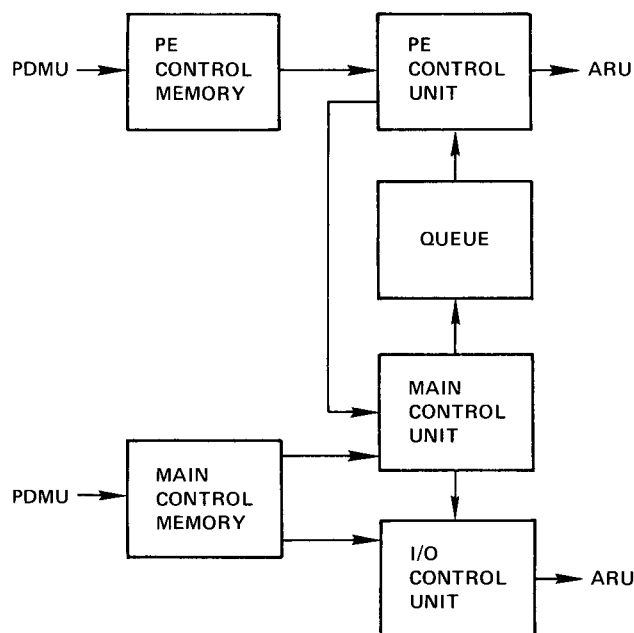 PDMU
PE
CONTROL
MEMORY
PE
CONTROL
UNIT
ARU
QUEUE
MAIN
CONTROL
UNIT
PDMU
MAIN
CONTROL
MEMORY
I/O
CONTROL
UNIT
ARU